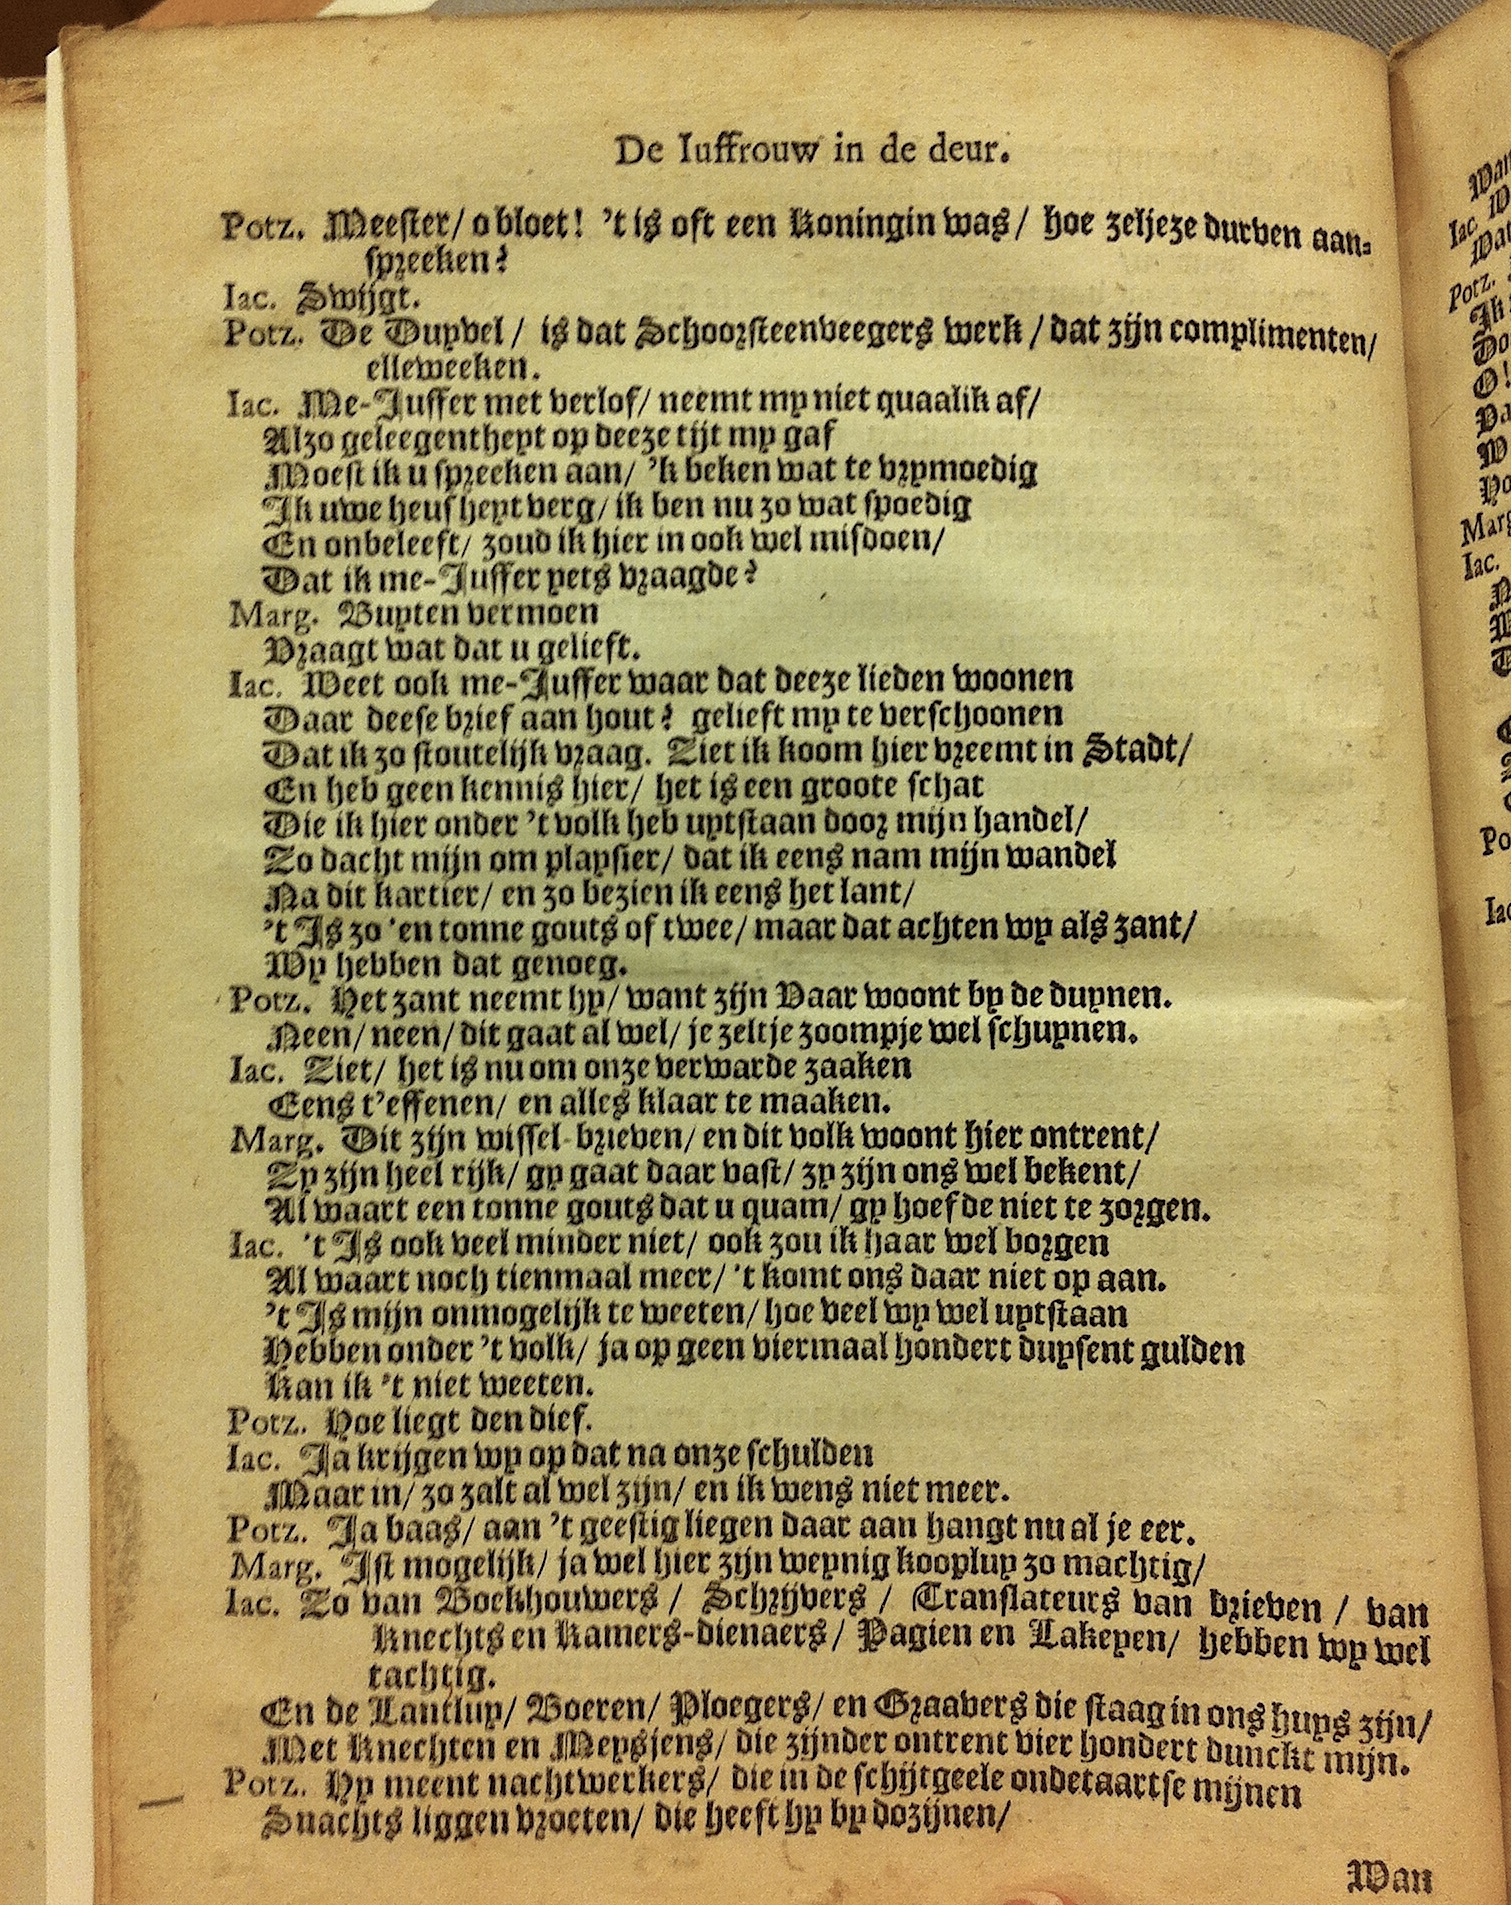 De Iuffrouw in de deur.
Potz. Meester/ o bloet! 't is oft een Koningin was/ hoe zeljeze durven aan-
spreeken?
Iac. Swijgt.
Potz. De Duyvel/ is dat Schoorsteenveegers werk/ dat zijn complimenten/
elleweeken.
Iac. Me-Juffer met verlof/ neemt my niet quaalik af/
Alzo geleegentheyt op deeze tijt my gaf
Moest ik u spreeken aan/ 'k beken wat te vrymoedig
Ik uwe heusheyt verg/ ik ben nu zo wat spoedig
En onbeleeft/ zoud ik hier in ook wel misdoen/
Dat ik me-Juffer yets vraagde?
Marg. Buyten vermoen
Vraagt wat dat u gelieft.
Iac. Weet ook me-Juffer waar dat deeze lieden woonen
Daar deese brief aan hout? gelieft my te verschoonen
Dat ik zo stoutelijk vraag. Ziet ik koom hier vreemt in Stadt/
En heb geen kennis hier/ het is een groote schat
Die ik hier onder 't volk heb uytstaan door mijn handel/
Zo dacht mijn om playsier/ dat ik eens nam mijn wandel
Na dit kartier/ en zo bezien ik eens het lant/
't Is zo 'en tonne gouts of twee/ maar dat achten wy als zant/
Wy hebben dat genoeg.
Potz. Het zant neemt hy/ want zijn Vaar woont by de duynen.
Neen/ neen/ dit gaat al wel/ je zeltje zoompje wel schuynen.
Iac. Ziet/ het is nu om onze verwarde zaaken
Eens t'effenen/ en alles klaar te maaken.
Marg. Dit zijn wissel-brieven/ en dit volk woont hier ontrent/
Zy zijn heel rijk/ gy gaat daar vast/ zy zijn ons wel bekent/
Al waart een tonne gouts dat u quam/ gy hoefde niet te zorgen.
Iac. 't Is ook veel minder niet/ ook zou ik haar wel borgen
Al waart noch tienmaal meer/ 't komt ons daar niet op aan.
't Is mijn onmogelijk te weeten/ hoe veel wy wel uytstaan
Hebben onder 't volk/ ja op geen viermaal hondert duysent gulden
Kan ik 't niet weeten.
Potz. Hoe liegt den dief.
Iac. Ja krijgen wy op dat na onze schulden
Maar in/ zo zalt al wel zijn/ en ik wens niet meer.
Potz. Ja baas/ aan 't geestig liegen daar aan hangt nu al je eer.
Marg. Ist mogelijk/ ja wel hier zijn weynig koopluy zo machtig/
Iac. Zo van Boekhouwers/ Schrijvers/ Translateurs van brieven/ van
Knechts en Kamers-dienaers/ Pagien en Lakeyen/ hebben wy wel
tachtig.
En de Lantluy/ Boeren/ Ploegers/ en Graavers die staag in ons huys zijn/
Met Knechten en Meysjens/ die zijnder ontrent vier hondert dunckt mijn.
Potz. Hy meent nachtwerkers/ die in de schijtgeele ondetaartse mijnen
Snachts liggen vroeten/ die heeft hy by dozijnen/
Wan